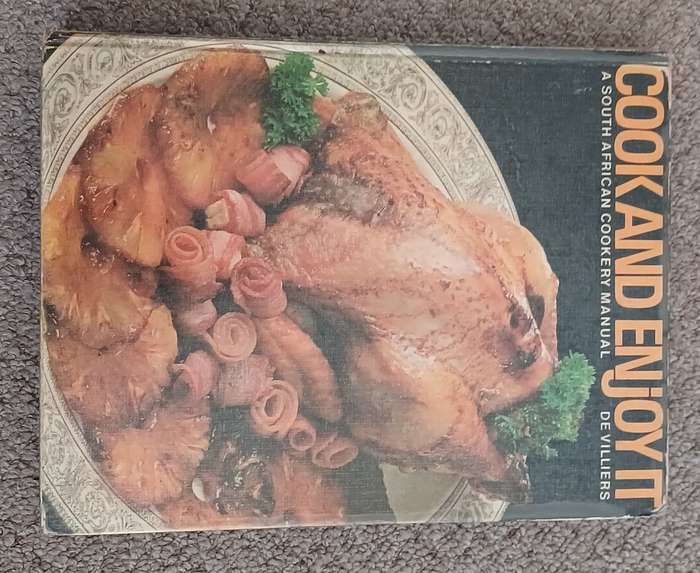 COOK AND ENjOY IT
A SOUTH AFRICAN COOKERY MANUAL DE VILLIERS